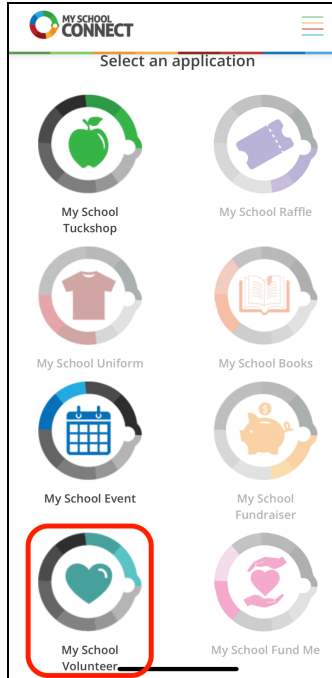 MY SCHOOL
CONNECT
Select an application
My School
Tuckshop
My School Raffle
My School Uniform
My School Books
My School Event
My School
Fundraiser
My School
Volunteer
My School Fund Me